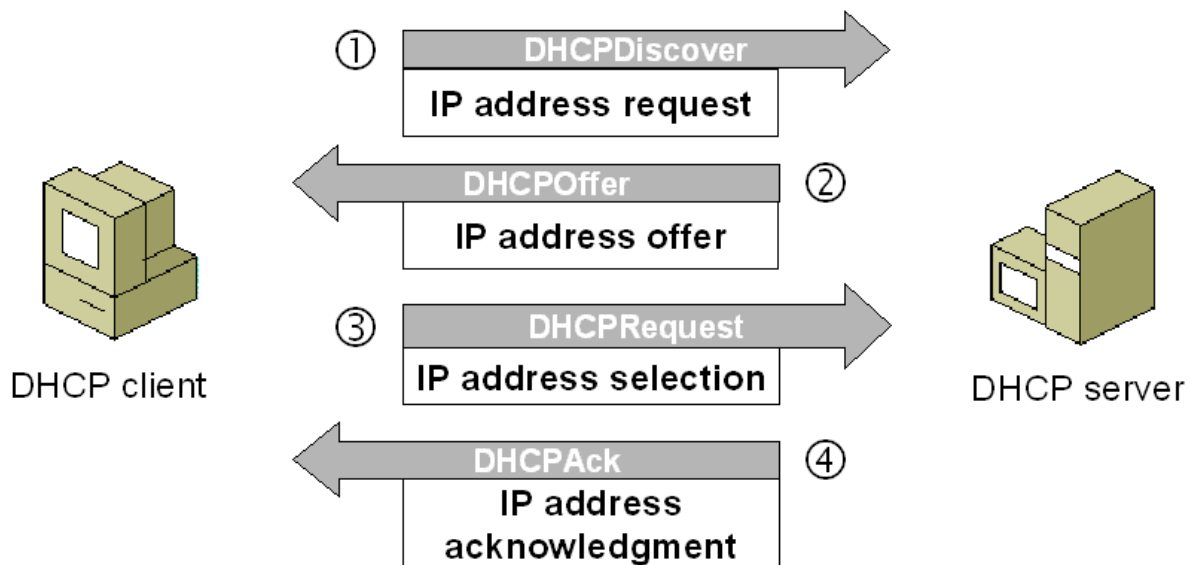 ① DHCPDiscover
IP address request
DHCPOffer ②
IP address offer
③ DHCPRequest
IP address selection
DHCP client
DHCP server
DHCPAck ④
IP address
acknowledgment